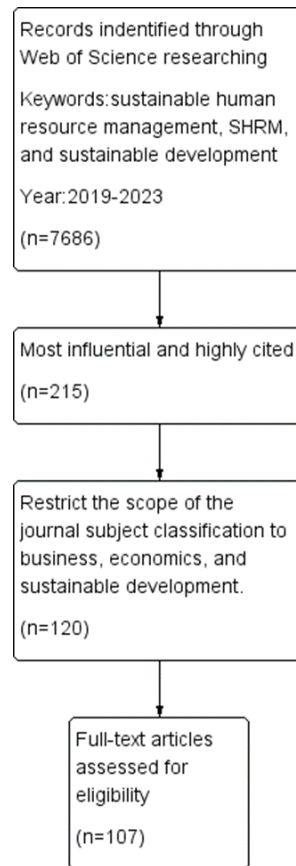 Records indentified through
Web of Science researching
Keywords:sustainable human
resource management, SHRM,
and sustainable development
Year:2019-2023
(n=7686)
Most influential and highly cited
(n=215)
Restrict the scope of the
journal subject classification to
business, economics, and
sustainable development.
(n=120)
Full-text articles
assessed for
eligibility
(n=107)